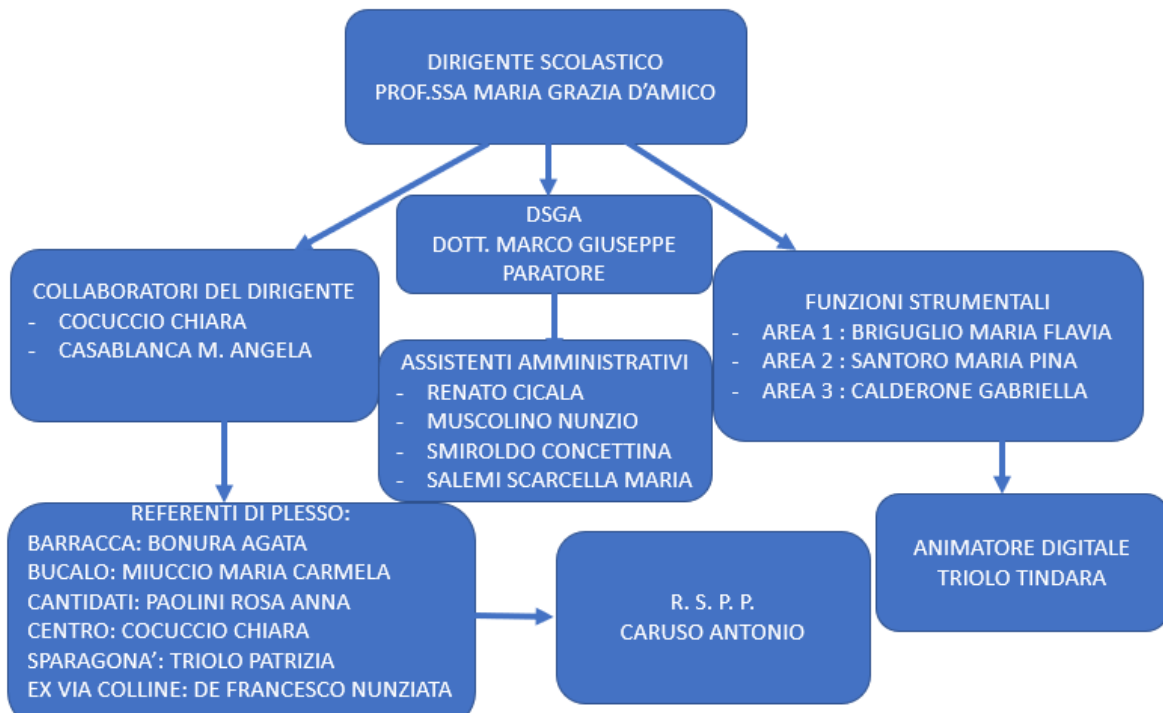 DIRIGENTE SCOLASTICO
PROF.SSA MARIA GRAZIA D'AMICO
DSGA
DOTT. MARCO GIUSEPPE
PARATORE
COLLABORATORI DEL DIRIGENTE
- COCUCCIO CHIARA
- CASABLANCA M. ANGELA
ASSISTENTI AMMINISTRATIVI
- RENATO CICALA
- MUSCOLINO NUNZIO
- SMIROLDO CONCETTINA
- SALEMI SCARCELLA MARIA
FUNZIONI STRUMENTALI
- AREA 1 : BRIGUGLIO MARIA FLAVIA
- AREA 2 : SANTORO MARIA PINA
- AREA 3 : CALDERONE GABRIELLA
REFERENTI DI PLESSO:
BARRACCA: BONURA AGATA
BUCALO: MIUCCIO MARIA CARMELA
CANTIDATI: PAOLINI ROSA ANNA
CENTRO: COCUCCIO CHIARA
SPARAGONA’: TRIOLO PATRIZIA
EX VIA COLLINE: DE FRANCESCO NUNZIATA
R. S. P. P.
CARUSO ANTONIO
ANIMATORE DIGITALE
TRIOLO TINDARA